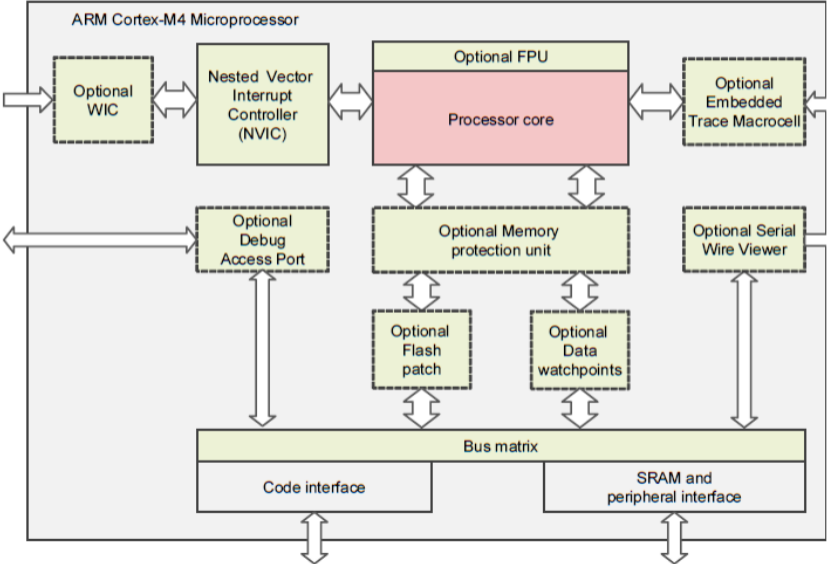 ARM Cortex-M4 Microprocessor
Optional
WIC
Nested Vector
Interrupt
Controller
(NVIC)
Optional FPU
Processor core
Optional
Embedded
Trace Macrocell
Optional
Debug
Access Port
Optional Memory
protection unit
Optional Serial
Wire Viewer
Optional
Flash
patch
Optional
Data
watchpoints
Bus matrix
Code interface
SRAM and
peripheral interface